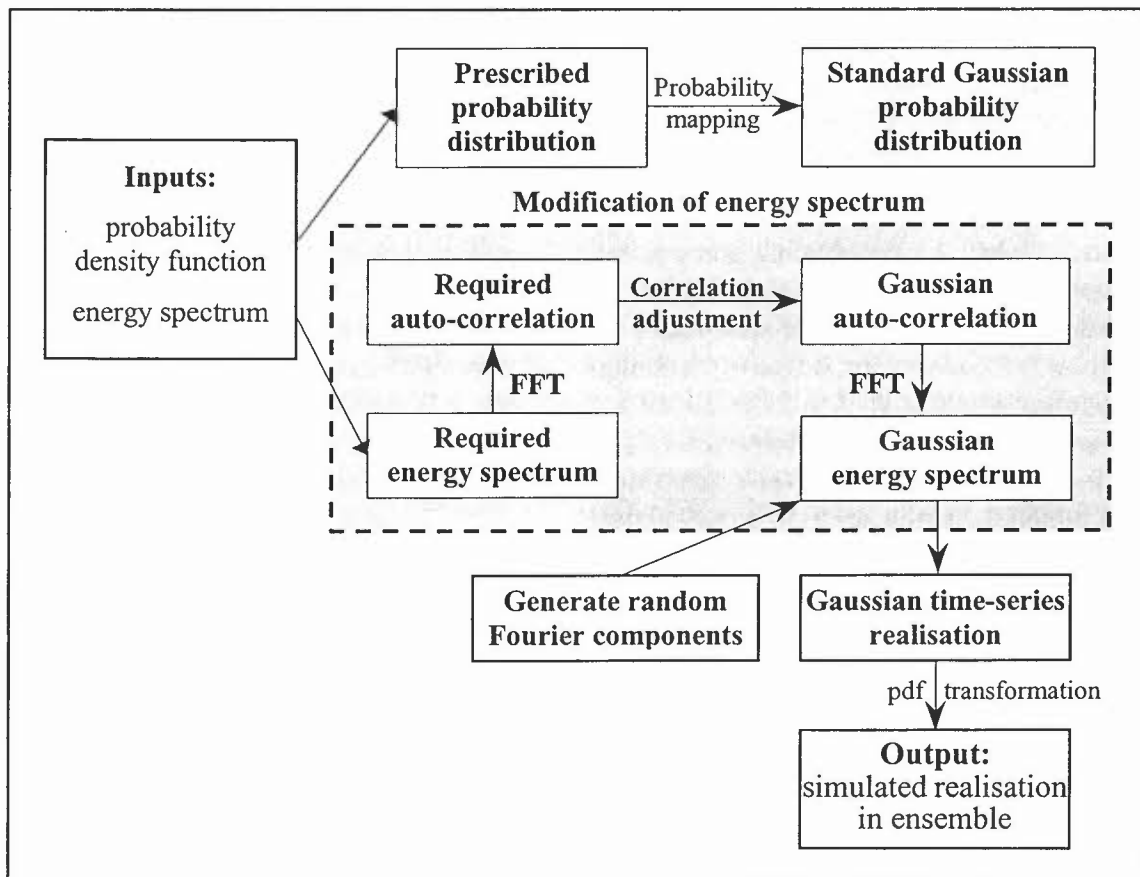 Prescribed
probability
distribution
Probability
mapping
Standard Gaussian
probability
distribution
Inputs:
probability
density function
energy spectrum
Modification of energy spectrum
Required
auto-correlation
Correlation
adjustment
Gaussian
auto-correlation
FFT
FFT
Required
energy spectrum
Gaussian
energy spectrum
Generate random
Fourier components
Gaussian time-series
realisation
pdf transformation
Output:
simulated realisation
in ensemble